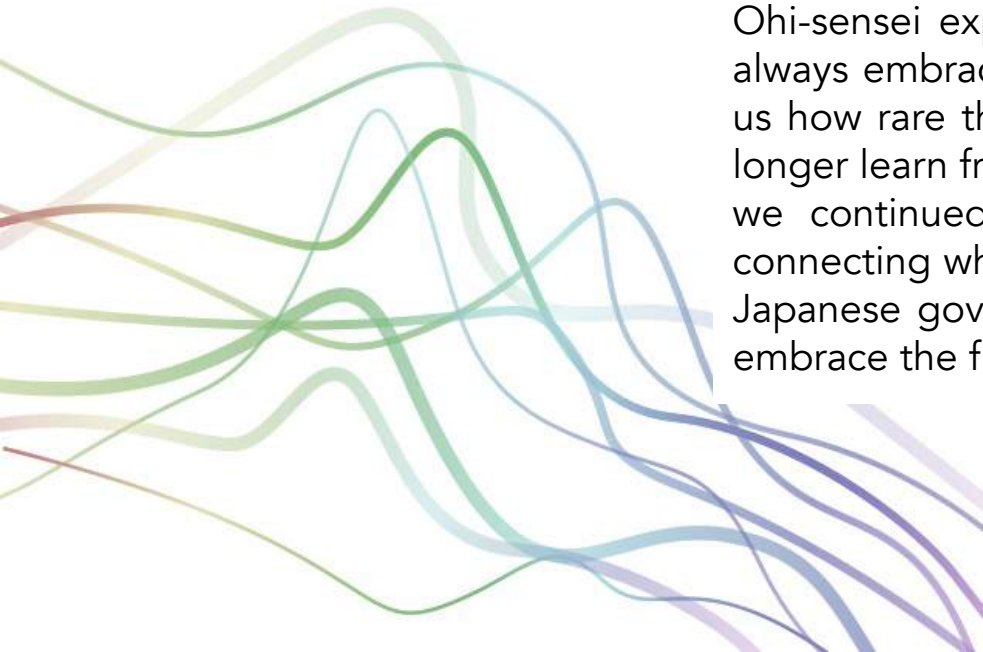 Ohi-sensei exp
always embrac
us how rare th
longer learn fr
we continued
connecting wh
Japanese gov
embrace the f